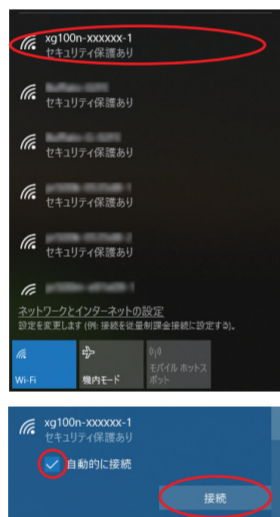 xg100n-xxxxxx-1
セキュリティ保護あり
セキュリティ保護あり
セキュリティ保護あり
セキュリティ保護あり
セキュリティ保護あり
ネットワークとインターネットの設定
設定を変更します (例: 接続を従量制課金接続に設定する)。
Wi-Fi
機内モード
モバイル ホットス
ポット
xg100n-xxxxxx-1
セキュリティ保護あり
自動的に接続
接続